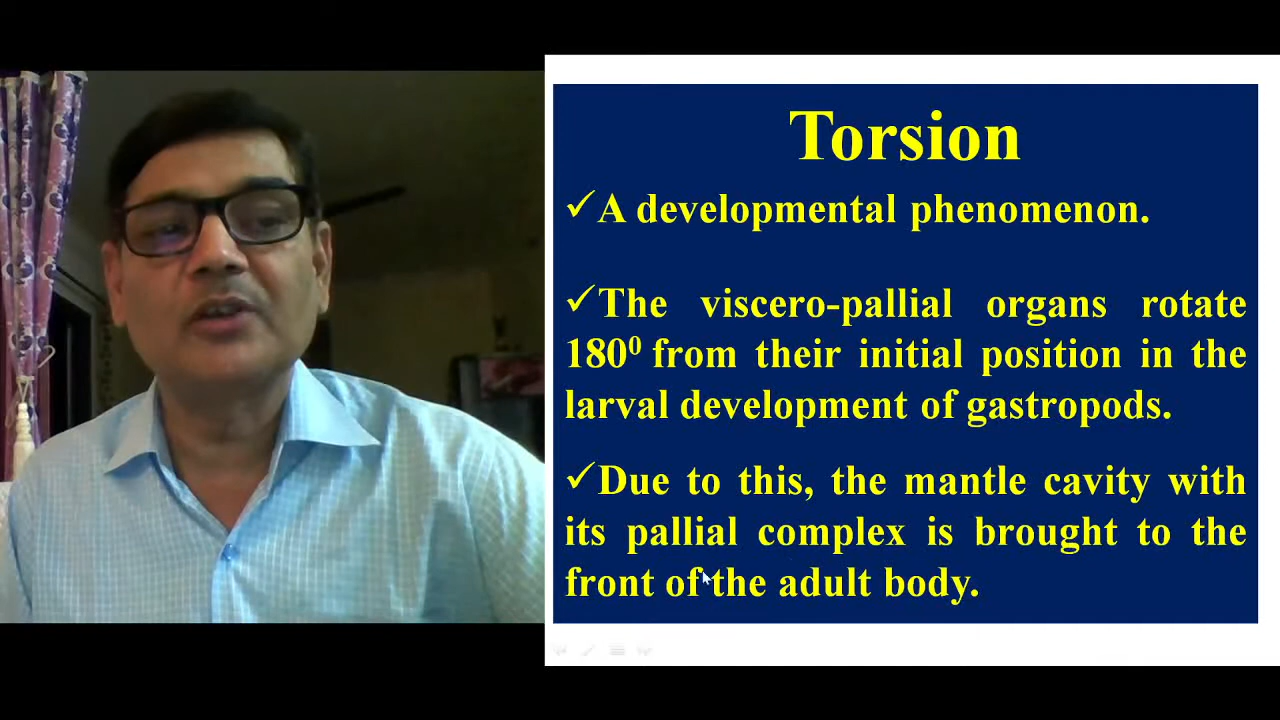 Torsion
✓A developmental phenomenon.
✓The viscero-pallial organs rotate
180⁰ from their initial position in the
larval development of gastropods.
✓Due to this, the mantle cavity with
its pallial complex is brought to the
front of the adult body.